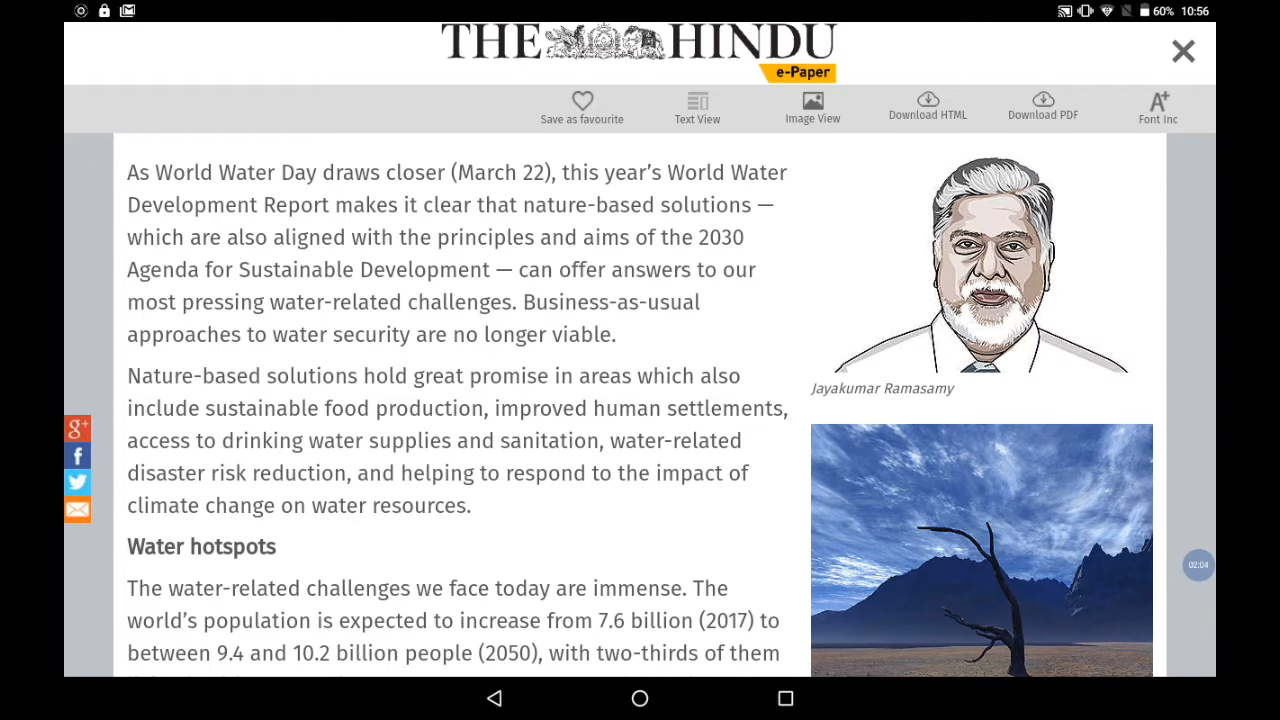 60% 10:56
THE HINDU
e-Paper
Save as favourite
Text View
Image View
Download HTML
Download PDF
A+
Font Inc
As World Water Day draws closer (March 22), this year’s World Water
Development Report makes it clear that nature-based solutions —
which are also aligned with the principles and aims of the 2030
Agenda for Sustainable Development — can offer answers to our
most pressing water-related challenges. Business-as-usual
approaches to water security are no longer viable.
Nature-based solutions hold great promise in areas which also
include sustainable food production, improved human settlements,
access to drinking water supplies and sanitation, water-related
disaster risk reduction, and helping to respond to the impact of
climate change on water resources.
Water hotspots
The water-related challenges we face today are immense. The
world’s population is expected to increase from 7.6 billion (2017) to
between 9.4 and 10.2 billion people (2050), with two-thirds of them
Jayakumar Ramasamy
g+
f
02:04